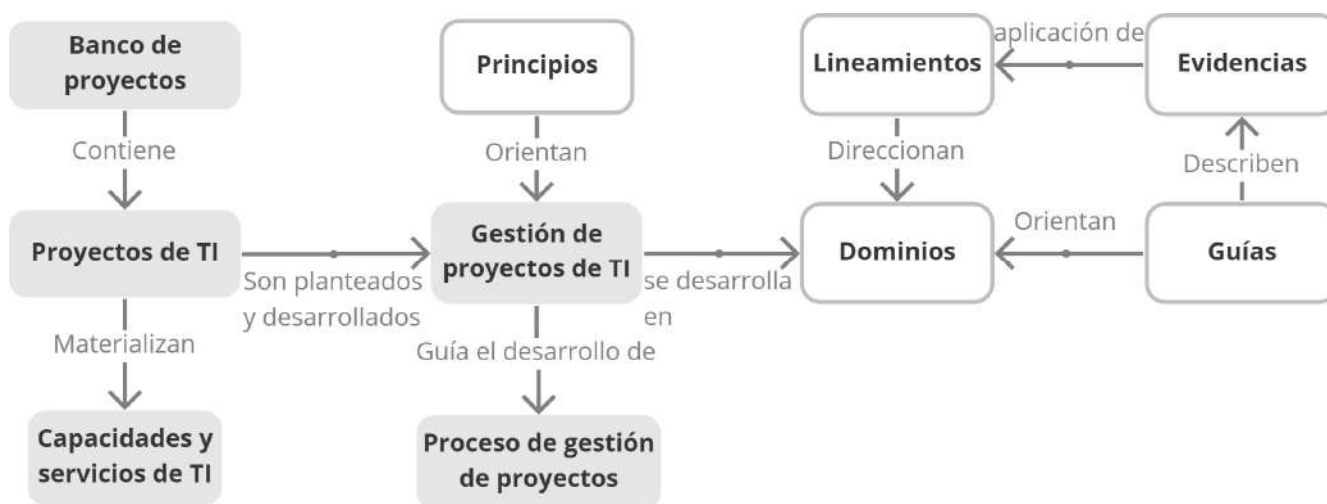 Banco de
proyectos
Principios
Lineamientos
aplicación de
Evidencias
Contiene
Orientan
Direccionan
Describen
Proyectos de TI
Son planteados
y desarrollados
Gestión de
proyectos de TI
se desarrolla
en
Dominios
Orientan
Guías
Materializan
Guía el desarrollo de
Capacidades y
servicios de TI
Proceso de gestión
de proyectos